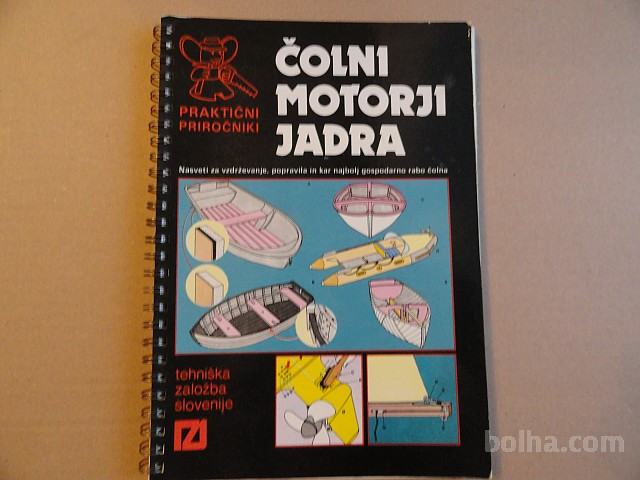 PRAKTIČNI
PRIROČNIKI
ČOLNI
MOTORJI
JADRA
Nasveti za vzdrževanje, popravila in kar najbolj gospodarno rabo čolna
tehniška
založba
slovenije
bolha.com